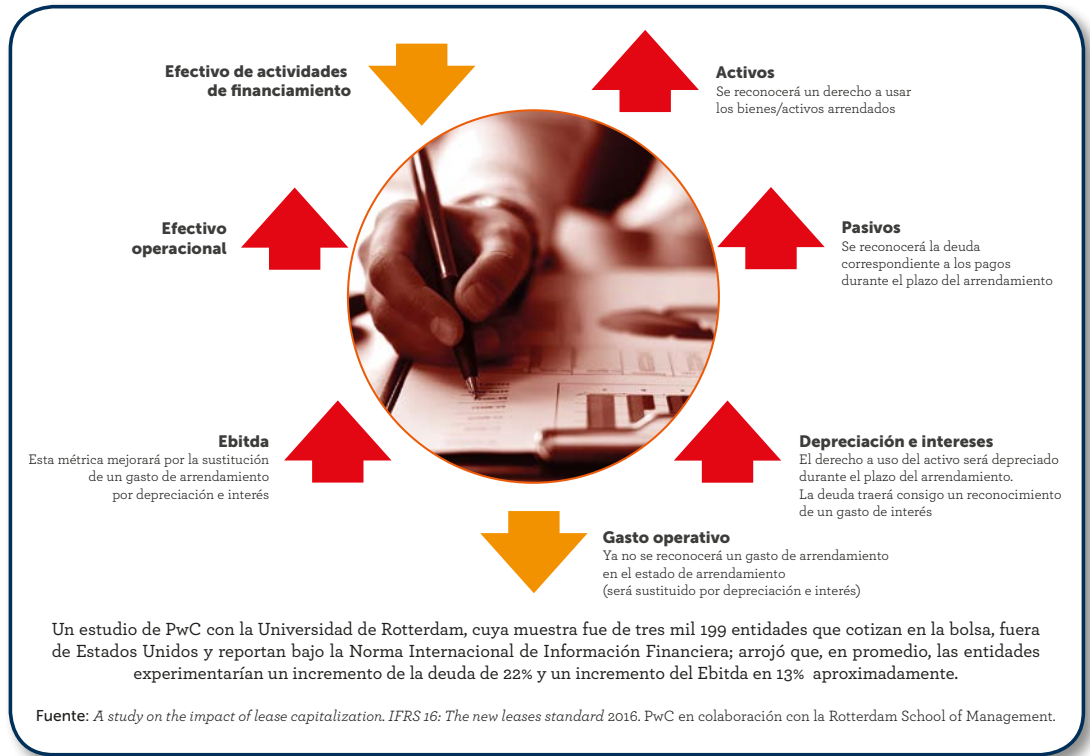 Efectivo de actividades
de financiamiento
Activos
Se reconocerá un derecho a usar
los bienes/activos arrendados
Efectivo
operacional
Pasivos
Se reconocerá la deuda
correspondiente a los pagos
durante el plazo del arrendamiento
Ebitda
Esta métrica mejorará por la sustitución
de un gasto de arrendamiento
por depreciación e interés
Depreciación e intereses
El derecho a uso del activo será depreciado
durante el plazo del arrendamiento.
La deuda traerá consigo un reconocimiento
de un gasto de interés
Gasto operativo
Ya no se reconocerá un gasto de arrendamiento
en el estado de arrendamiento
(será sustituido por depreciación e interés)
Un estudio de PwC con la Universidad de Rotterdam, cuya muestra fue de tres mil 199 entidades que cotizan en la bolsa, fuera
de Estados Unidos y reportan bajo la Norma Internacional de Información Financiera; arrojó que, en promedio, las entidades
experimentarían un incremento de la deuda de 22% y un incremento del Ebitda en 13% aproximadamente.
Fuente: A study on the impact of lease capitalization. IFRS 16: The new leases standard 2016. PwC en colaboración con la Rotterdam School of Management.